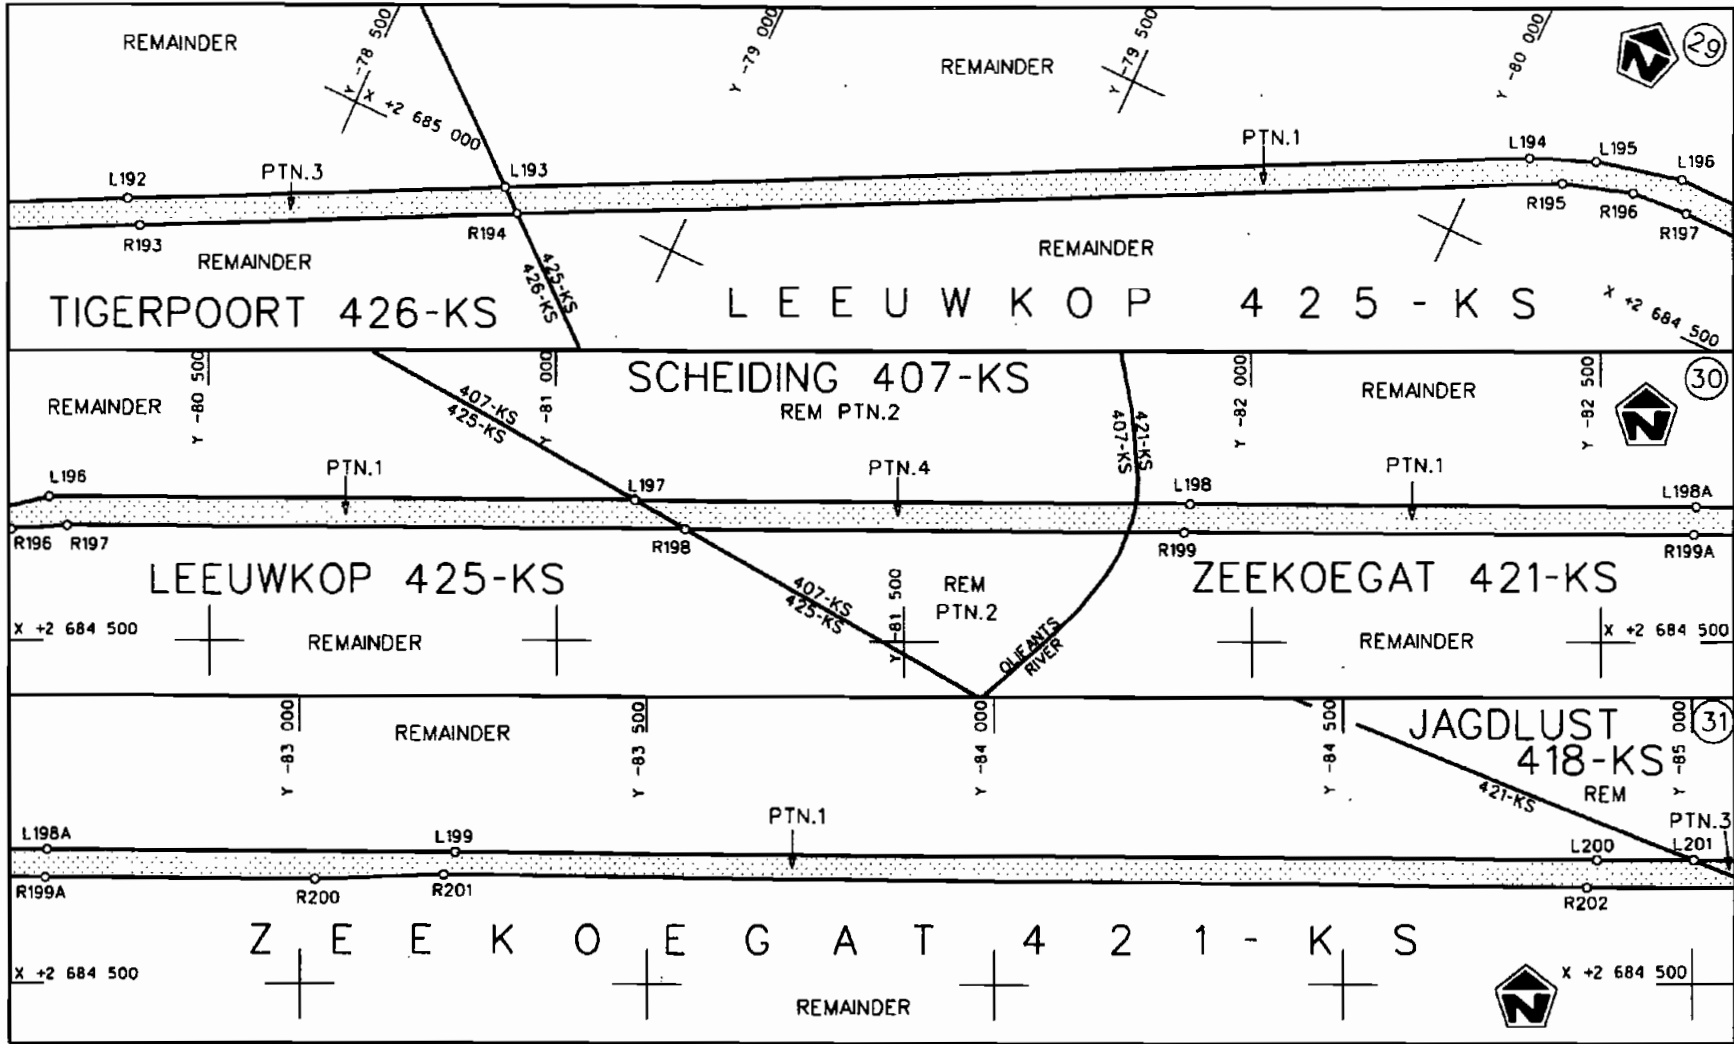 REMAINDER
Y -78 500
Y -79 000
REMAINDER
Y -79 500
Y -80 000
N
29
X +2 685 000
L192
PTN.3
L193
PTN.1
L194
L195
L196
R193
R194
R195
R196
R197
REMAINDER
425-KS
426-KS
REMAINDER
TIGERPOORT 426-KS
LEEUWKOP 425-KS
X +2 684 500
REMAINDER
Y -80 500
407-KS
425-KS
Y -81 000
SCHEIDING 407-KS
REM PTN.2
421-KS
407-KS
Y -82 000
REMAINDER
Y -82 500
N
30
L196
PTN.1
L197
PTN.4
L198
PTN.1
L198A
R196
R197
R198
R199
R199A
LEEUWKOP 425-KS
407-KS
425-KS
Y -81 500
REM
PTN.2
ZEEKOEGAT 421-KS
X +2 684 500
REMAINDER
OLIFANTS
RIVER
REMAINDER
X +2 684 500
Y -83 000
REMAINDER
Y -83 500
Y -84 000
Y -84 500
JAGDLUST
418-KS
REM
Y -85 000
31
421-KS
L198A
L199
PTN.1
L200
L201
PTN.3
R199A
R200
R201
R202
ZEEKOEGAT 421-KS
X +2 684 500
REMAINDER
N
X +2 684 500